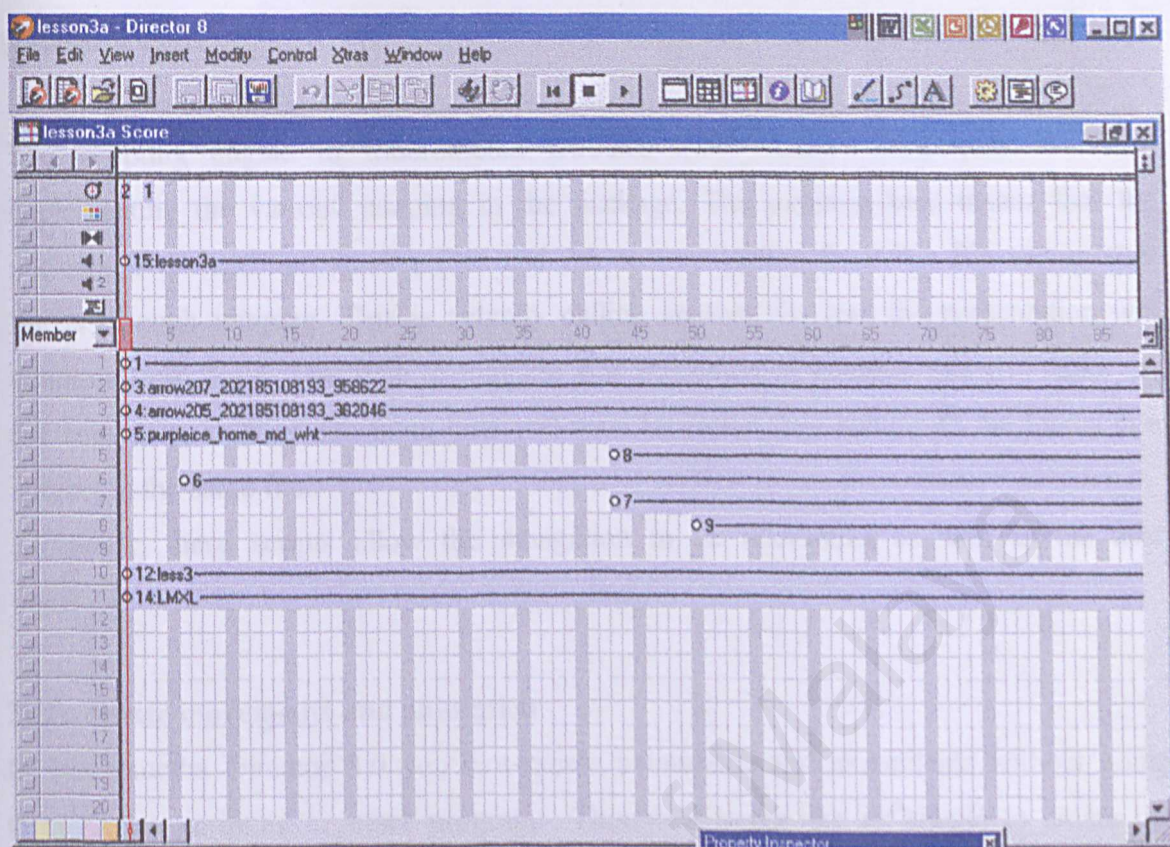 lesson3a - Director 8
File Edit View Insert Modify Control Xtras Window Help
lesson3a Score
2 1
1 15:lesson3a
2
Member 5 10 15 20 25 30 35 40 45 50 55 60 65 70 75 80 85
1 1
2 3:arrow207_202185108193_958622
3 4:arrow205_202185108193_362046
4 5:purpleice_home_md_wht
5 8
6 6
7 7
8 9
9
10 12:less3
11 14:LMXL
12
13
14
15
16
17
18
19
20
Property Inspector
f Malaya